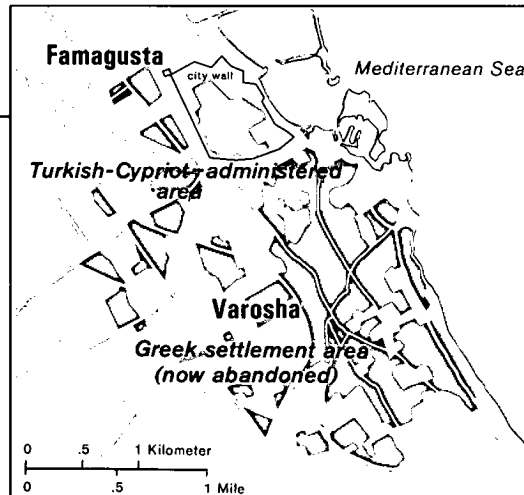 Famagusta
city wall
Mediterranean Sea
Turkish-Cypriot-administered
area
Varosha
Greek settlement area
(now abandoned)
0 .5 1 Kilometer
0 .5 1 Mile